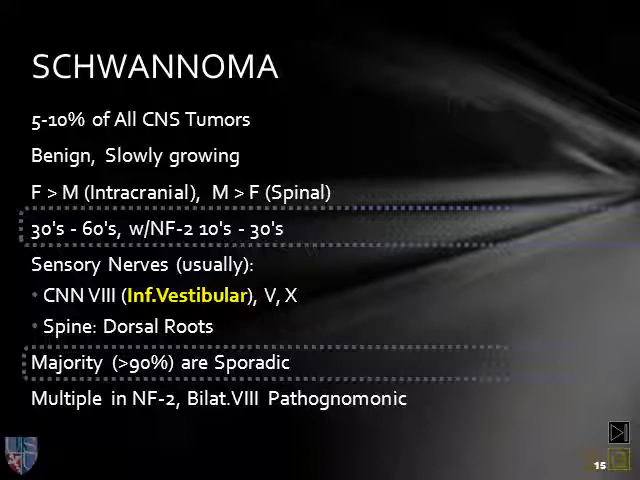 SCHWANNOMA
5-10% of All CNS Tumors
Benign, Slowly growing
F > M (Intracranial), M > F (Spinal)
30's - 60's, w/NF-2 10's - 30's
Sensory Nerves (usually):
• CNN VIII (Inf.Vestibular), V, X
• Spine: Dorsal Roots
Majority (>90%) are Sporadic
Multiple in NF-2, Bilat.VIII Pathognomonic
15